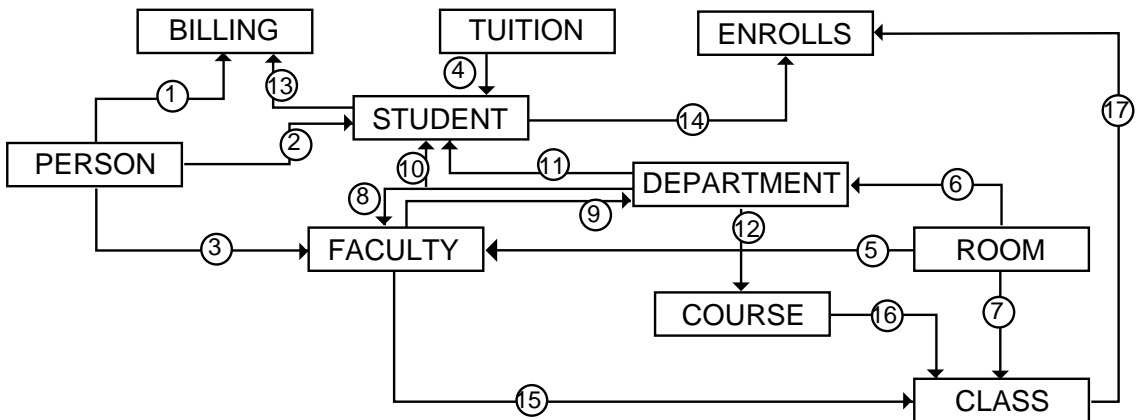 BILLING
TUITION
ENROLLS
4
13
1
17
STUDENT
14
2
PERSON
10
11
DEPARTMENT
6
8
9
12
3
FACULTY
5
ROOM
COURSE
16
7
15
CLASS